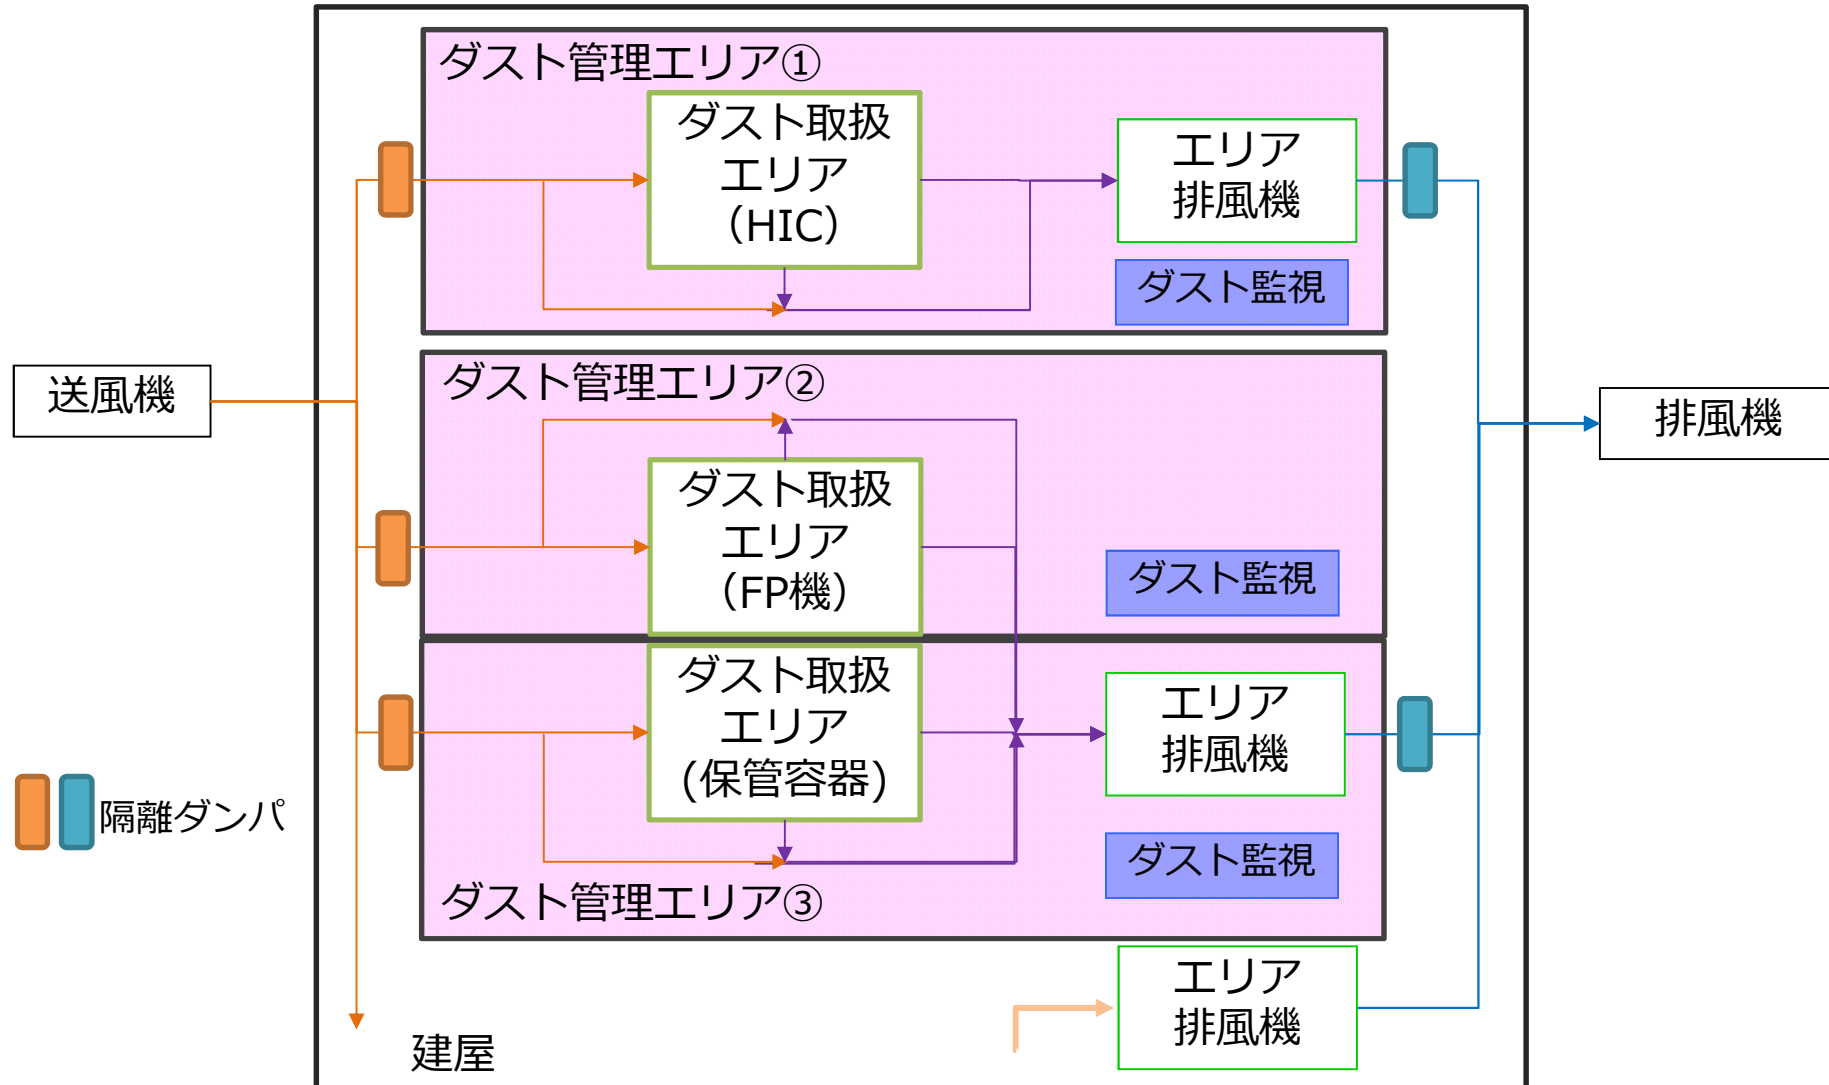 ダスト管理エリア①
ダスト取扱
エリア
（HIC）
エリア
排風機
ダスト監視
送風機
ダスト管理エリア②
ダスト取扱
エリア
（FP機）
ダスト監視
排風機
ダスト取扱
エリア
(保管容器)
エリア
排風機
ダスト監視
ダスト管理エリア③
隔離ダンパ
エリア
排風機
建屋